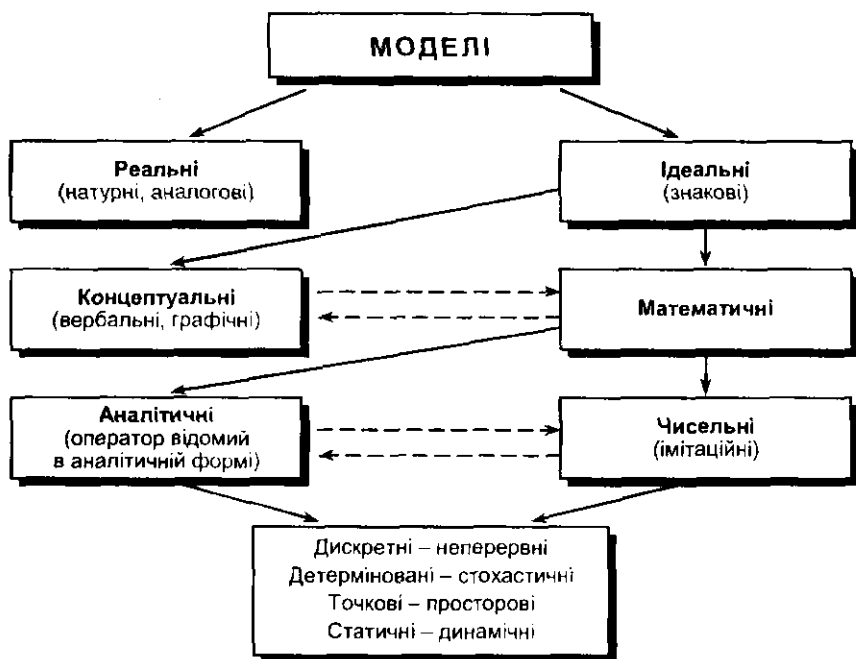 МОДЕЛІ
Реальні
(натурні, аналогові)
Ідеальні
(знакові)
Концептуальні
(вербальні, графічні)
Математичні
Аналітичні
(оператор відомий
в аналітичній формі)
Чисельні
(імітаційні)
Дискретні – неперервні
Детерміновані – стохастичні
Точкові – просторові
Статичні – динамічні